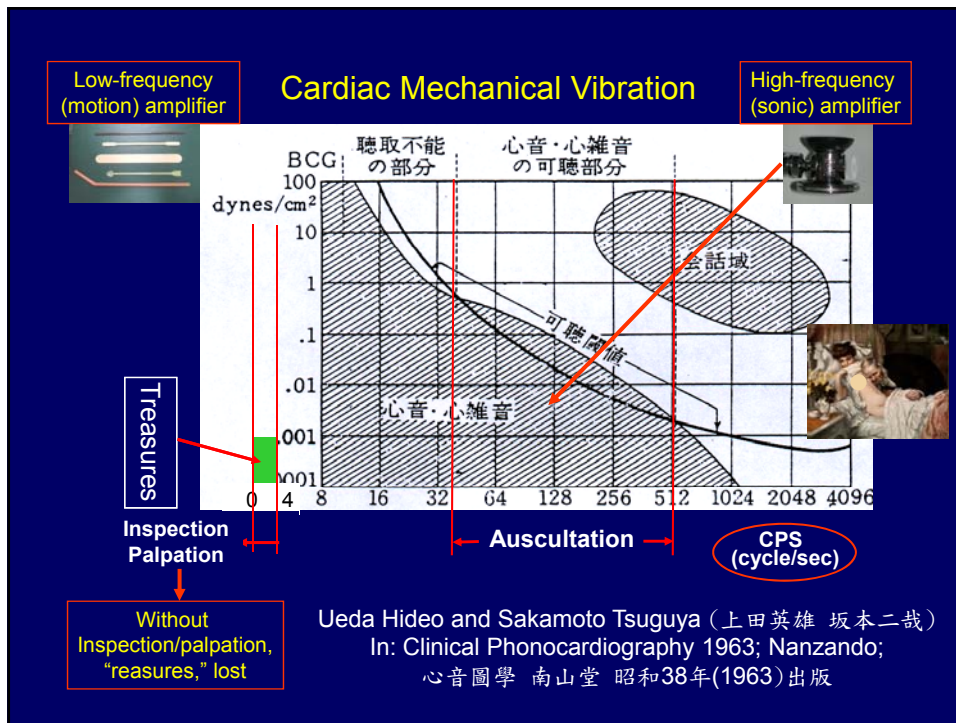 Low-frequency
(motion) amplifier
Cardiac Mechanical Vibration
High-frequency
(sonic) amplifier
BCG
聴取不能
の部分
心音・心雑音
の可聴部分
100
dynes/cm²
10
1
.1
.01
.001
0001
会話域
可聴閾値
心音・心雑音
Treasures
0 4 8 16 32 64 128 256 512 1024 2048 4096
Inspection
Palpation
Auscultation
CPS
(cycle/sec)
Without
Inspection/palpation,
“reasures,” lost
Ueda Hideo and Sakamoto Tsuguya (上田英雄 坂本二哉)
In: Clinical Phonocardiography 1963; Nanzando;
心音圖學 南山堂 昭和38年(1963)出版